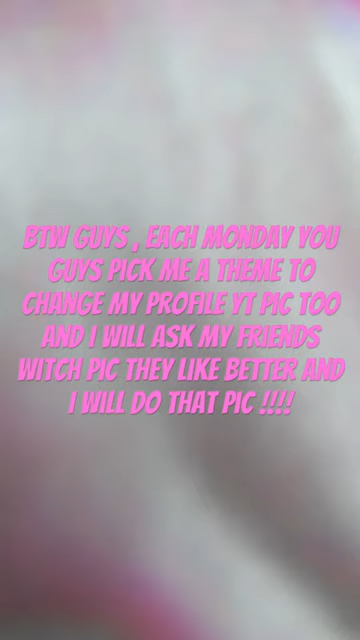 BTW GUYS , EACH MONDAY YOU
GUYS PICK ME A THEME TO
CHANGE MY PROFILE YT PIC TOO
AND I WILL ASK MY FRIENDS
WITCH PIC THEY LIKE BETTER AND
I WILL DO THAT PIC !!!!